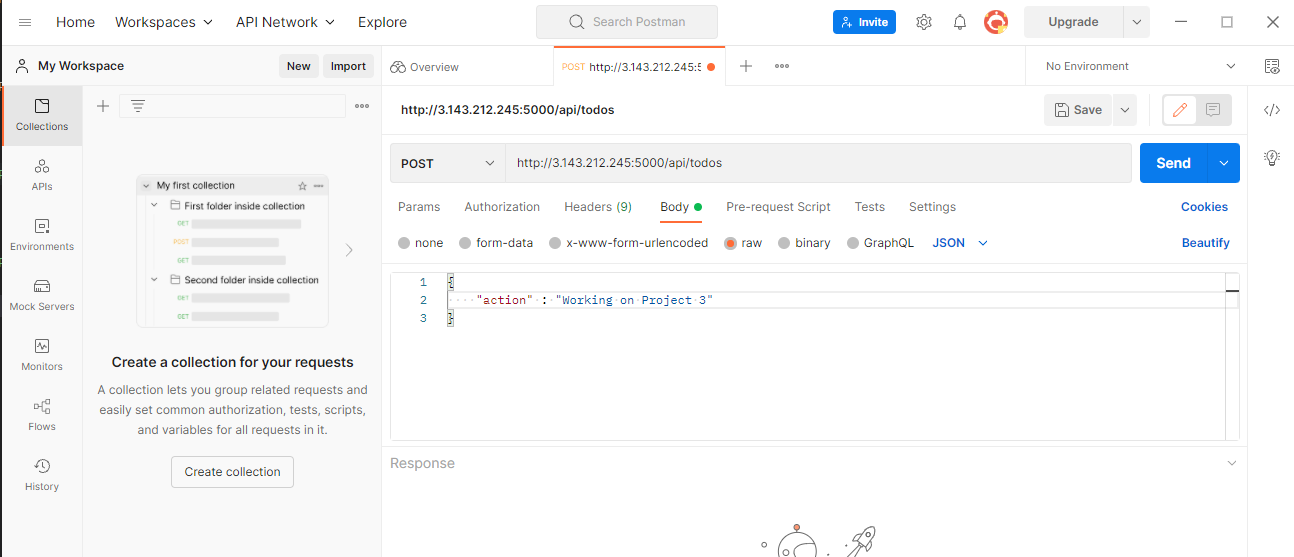 Home Workspaces API Network Explore Search Postman Invite Upgrade
My Workspace New Import Overview POST http://3.143.212.245:5 No Environment
Collections
APIs
Environments
Mock Servers
Monitors
Flows
History
My first collection
First folder inside collection
GET
POST
GET
Second folder inside collection
GET
GET
Create a collection for your requests
A collection lets you group related requests and
easily set common authorization, tests, scripts,
and variables for all requests in it.
Create collection
http://3.143.212.245:5000/api/todos Save
POST http://3.143.212.245:5000/api/todos Send
Params Authorization Headers (9) Body Pre-request Script Tests Settings Cookies
none form-data x-www-form-urlencoded raw binary GraphQL JSON Beautify
1 {
2 "action" : "Working on Project 3"
3 }
Response